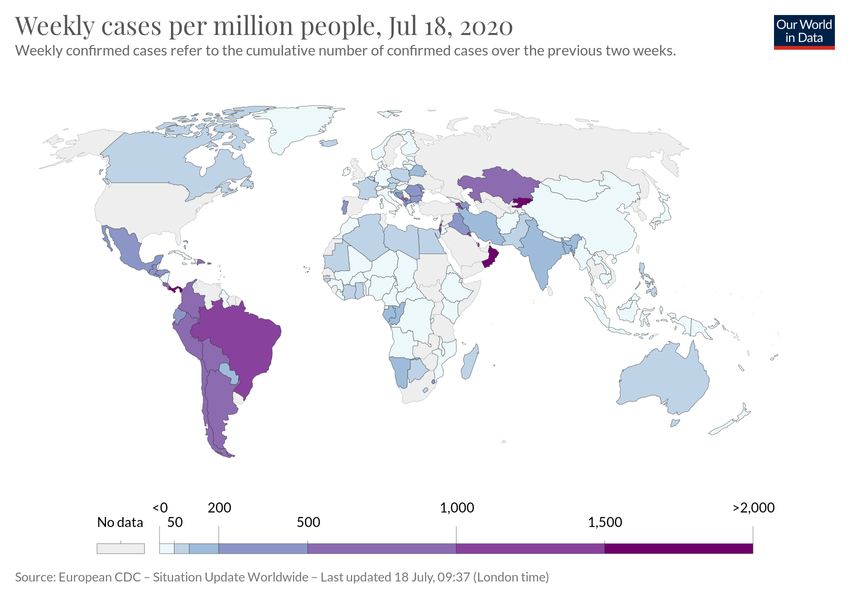 Weekly cases per million people, Jul 18, 2020
Our World
in Data
Weekly confirmed cases refer to the cumulative number of confirmed cases over the previous two weeks.
<0 200 1,000 >2,000
No data 50 500 1,500
Source: European CDC – Situation Update Worldwide – Last updated 18 July, 09:37 (London time)